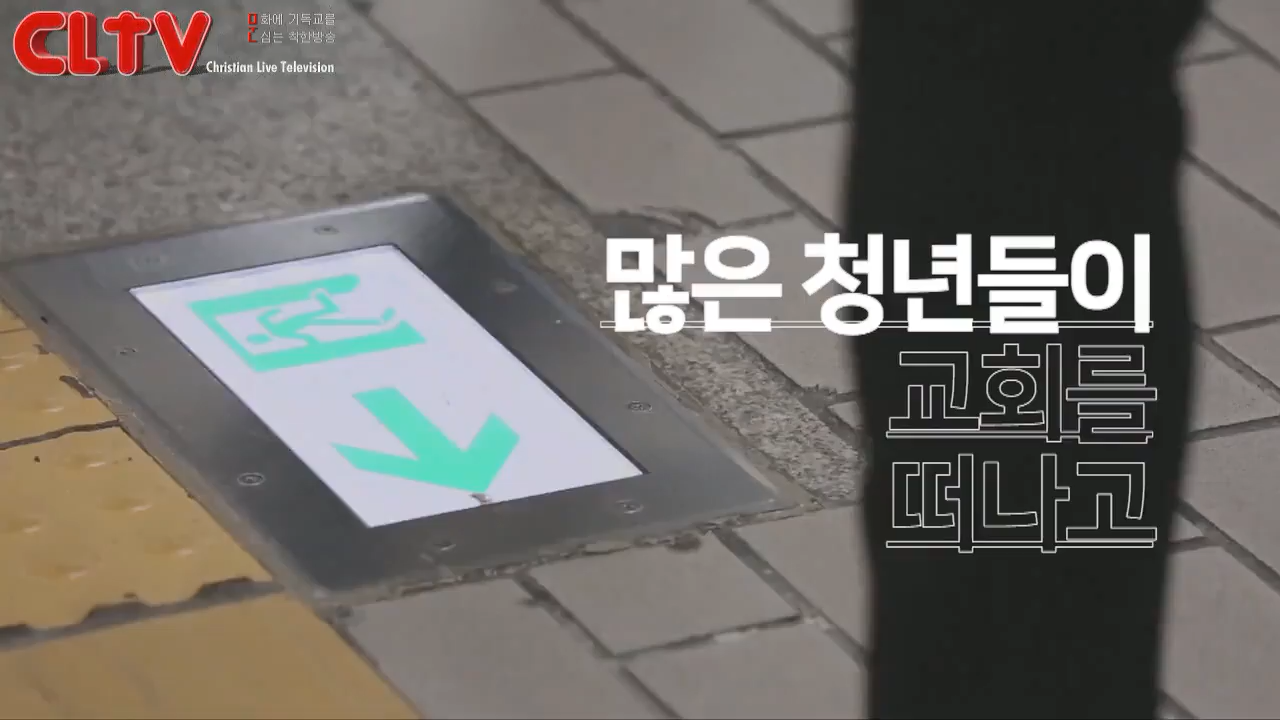 CLTV
문화에 기독교를
심는 착한방송
Christian Live Television
많은 청년들이
교회를
떠나고